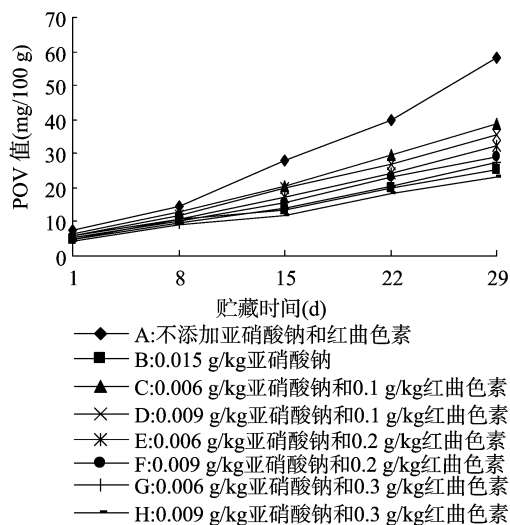 70
60
50
40
30
20
10
0
POV 值(mg/100 g)
1 8 15 22 29
贮藏时间(d)
A:不添加亚硝酸钠和红曲色素
B:0.015 g/kg亚硝酸钠
C:0.006 g/kg亚硝酸钠和0.1 g/kg红曲色素
D:0.009 g/kg亚硝酸钠和0.1 g/kg红曲色素
E:0.006 g/kg亚硝酸钠和0.2 g/kg红曲色素
F:0.009 g/kg亚硝酸钠和0.2 g/kg红曲色素
G:0.006 g/kg亚硝酸钠和0.3 g/kg红曲色素
H:0.009 g/kg亚硝酸钠和0.3 g/kg红曲色素